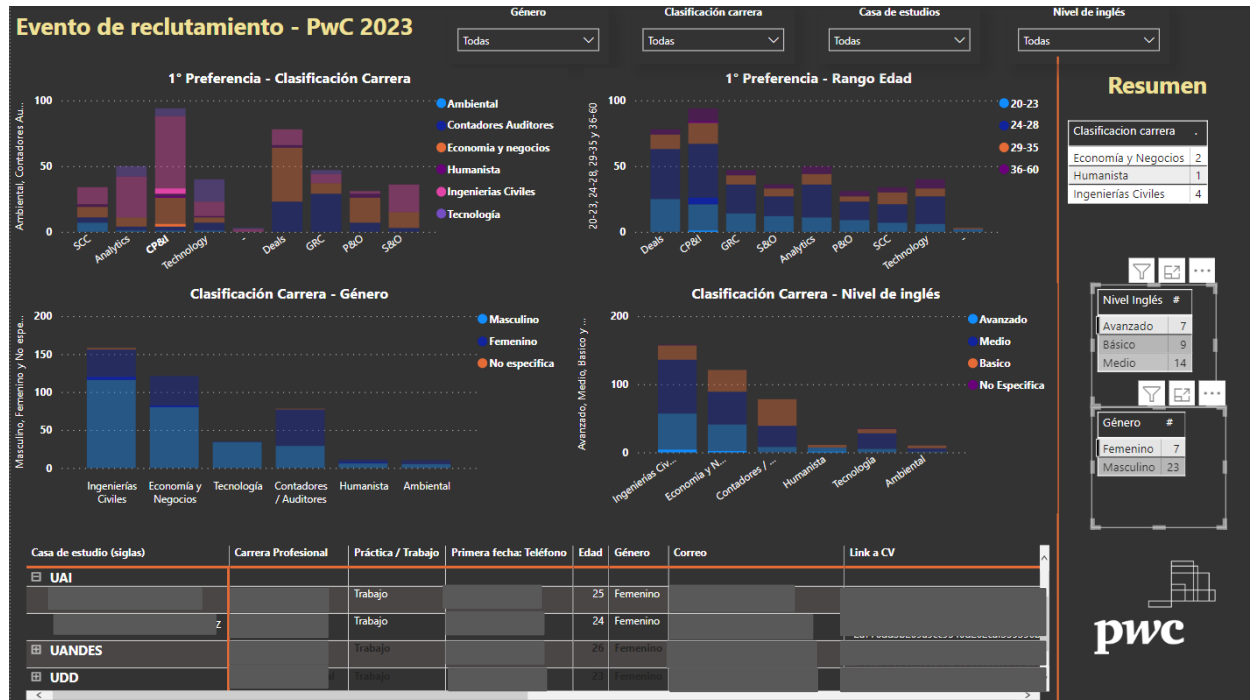 Evento de reclutamiento - PwC 2023
Género
Todas
Clasificación carrera
Todas
Casa de estudios
Todas
Nivel de inglés
Todas
1° Preferencia - Clasificación Carrera
Ambiental, Contadores Au...
100
50
0
SCC
Analytics
CP&I
Technology
-
Deals
GRC
P&O
S&O
Ambiental
Contadores Auditores
Economia y negocios
Humanista
Ingenierias Civiles
Tecnología
1° Preferencia - Rango Edad
20-23, 24-28, 29-35 y 36-60
100
50
0
Deals
CP&I
GRC
S&O
Analytics
P&O
SCC
Technology
-
20-23
24-28
29-35
36-60
Resumen
Clasificacion carrera .
Economía y Negocios 2
Humanista 1
Ingenierías Civiles 4
Clasificación Carrera - Género
Masculino, Femenino y No espe...
200
150
100
50
0
Ingenierías Civiles
Economía y Negocios
Tecnología
Contadores / Auditores
Humanista
Ambiental
Masculino
Femenino
No especifica
Clasificación Carrera - Nivel de inglés
Avanzado, Medio, Basico y ...
200
100
0
Ingenierías Civ...
Economía y N...
Contadores / ...
Humanista
Tecnología
Ambiental
Avanzado
Medio
Basico
No Especifica
Nivel Inglés #
Avanzado 7
Básico 9
Medio 14
Género #
Femenino 7
Masculino 23
Casa de estudio (siglas) Carrera Profesional Práctica / Trabajo Primera fecha: Teléfono Edad Género Correo Link a CV
UAI
Trabajo 25 Femenino
z Trabajo 24 Femenino
UANDES Trabajo 26 Femenino
UDD Trabajo 23 Femenino
pwc